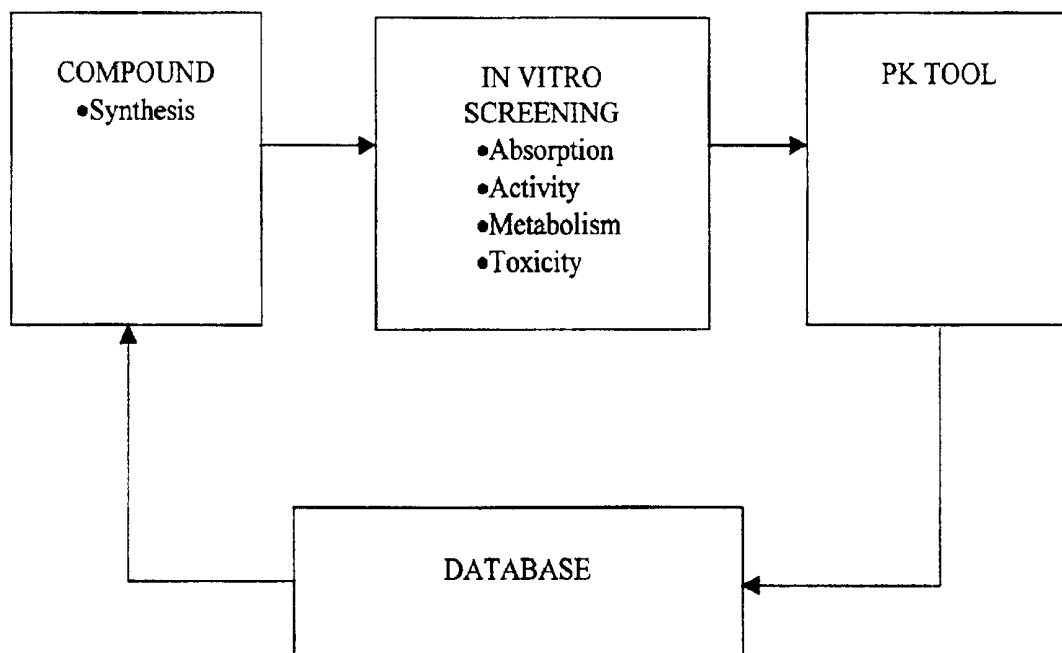 COMPOUND
•Synthesis
IN VITRO
SCREENING
•Absorption
•Activity
•Metabolism
•Toxicity
PK TOOL
DATABASE